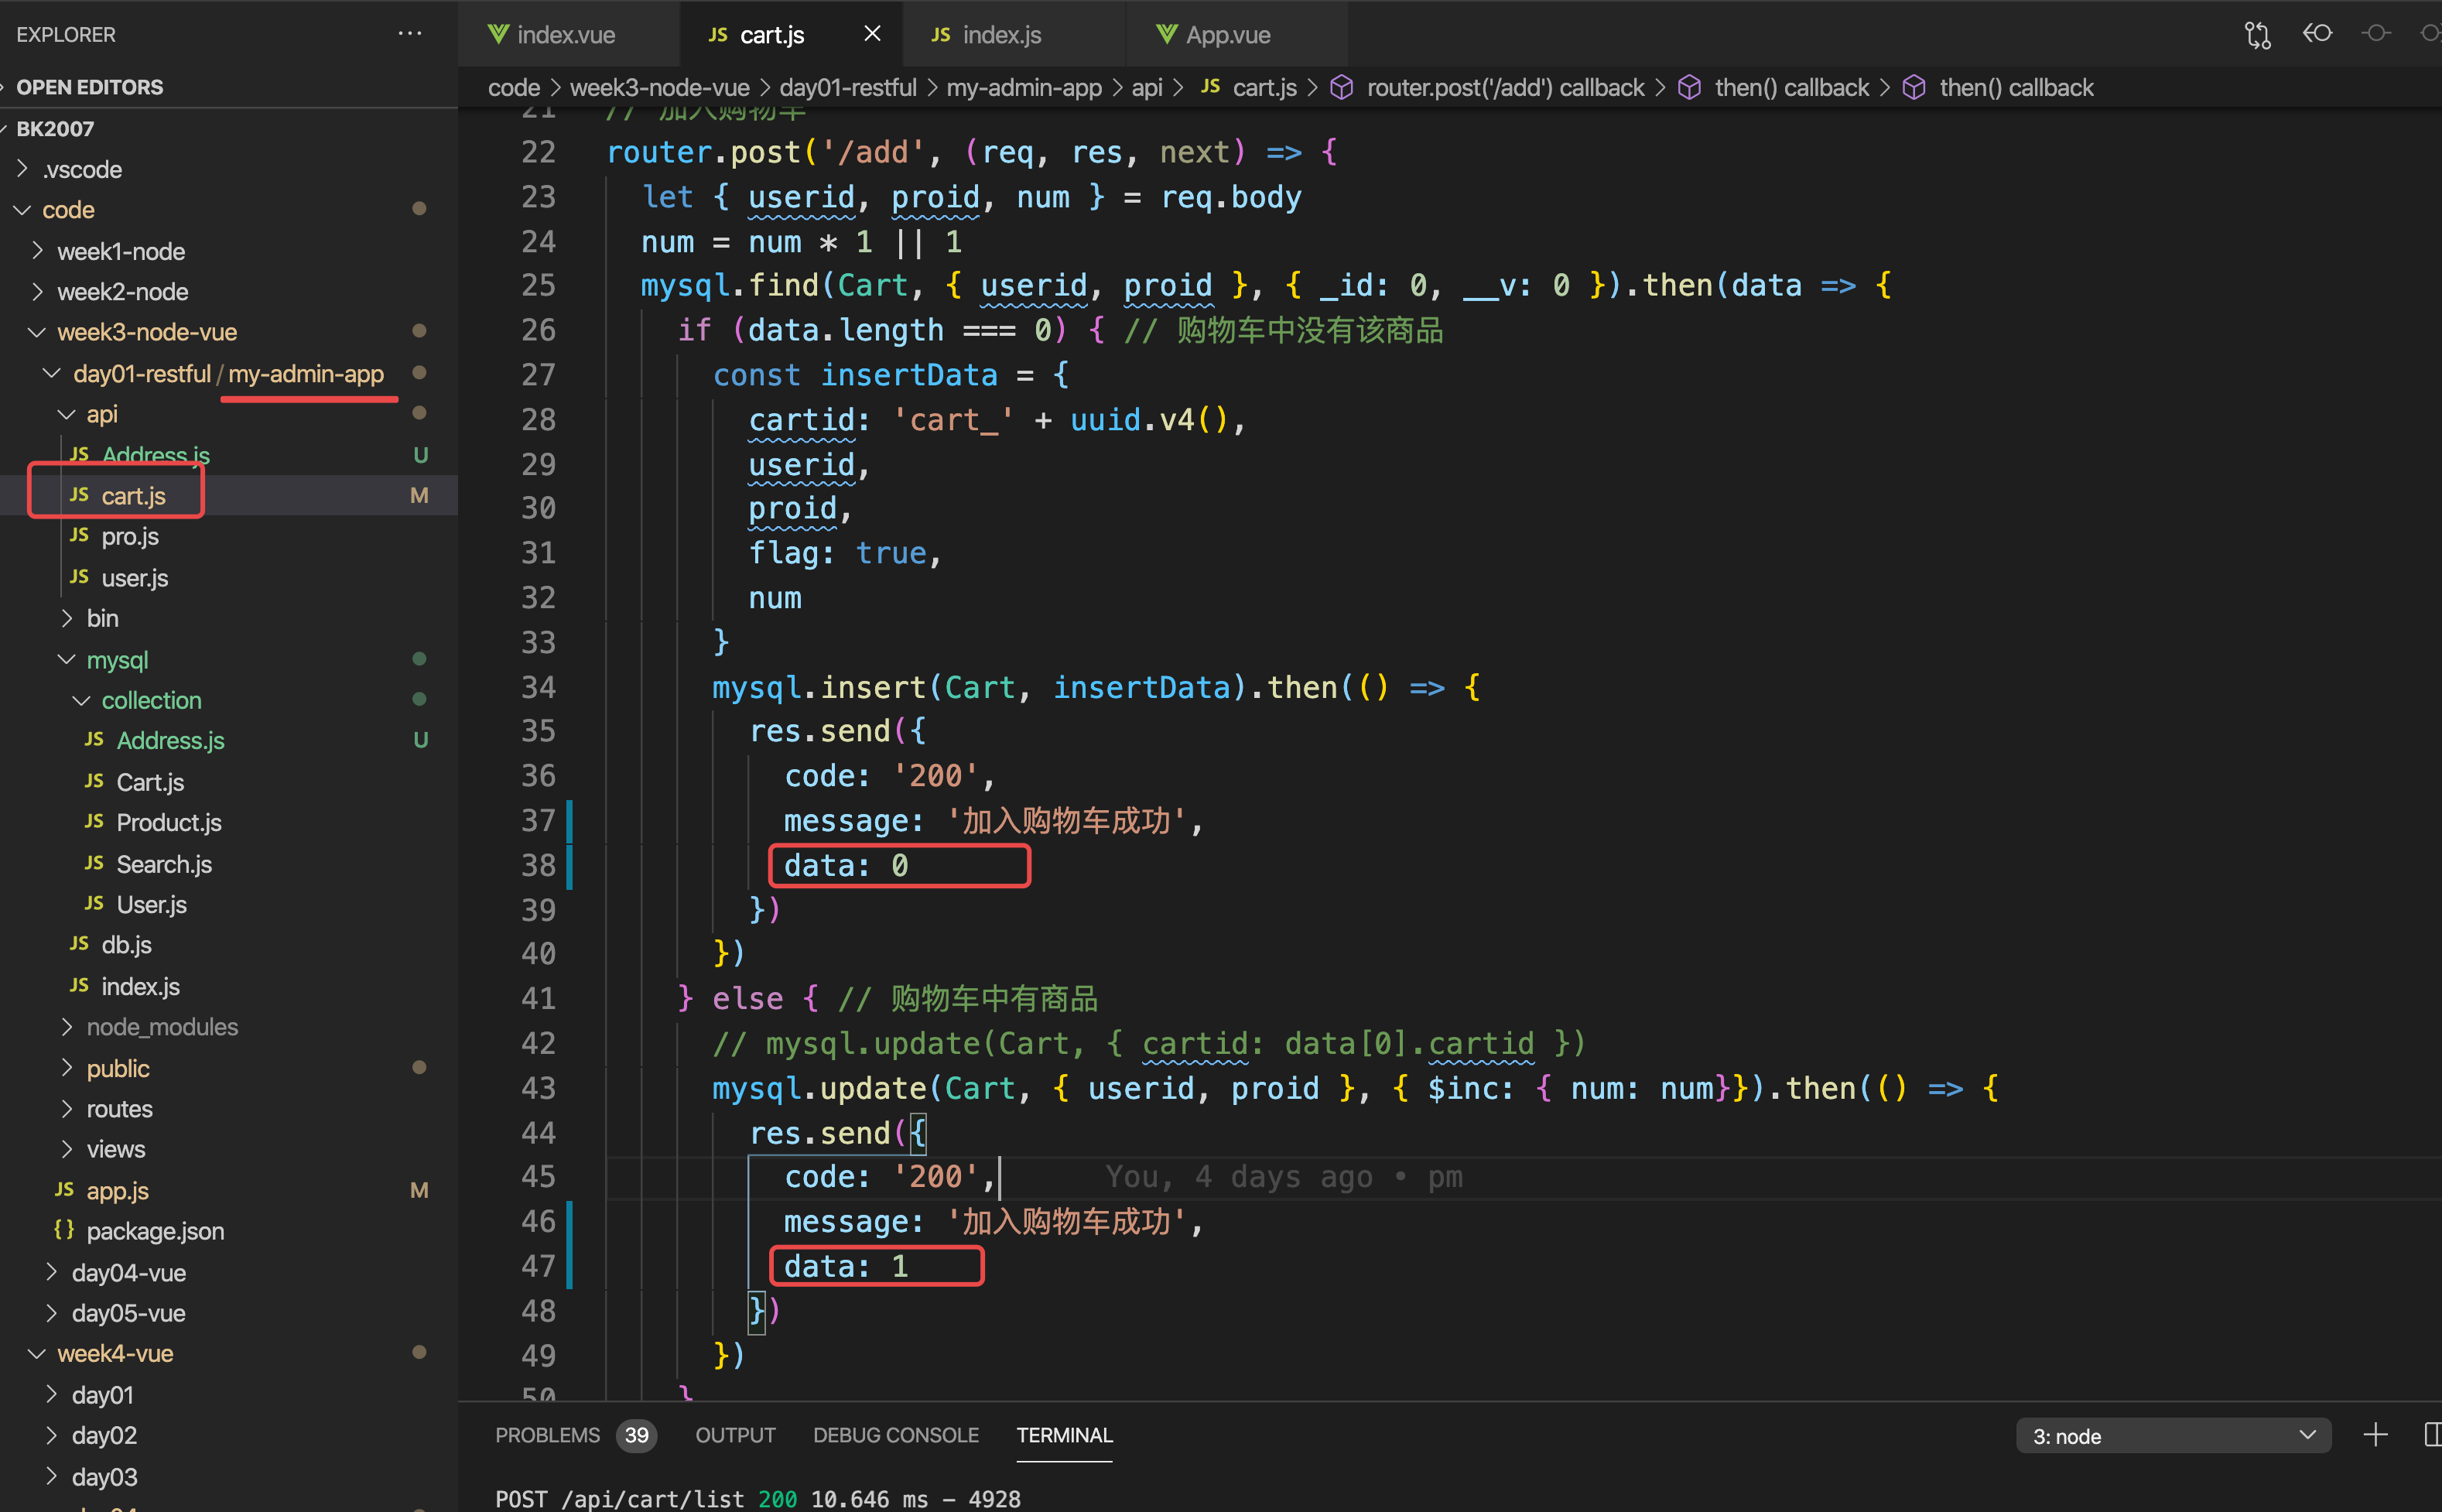 EXPLORER
···
OPEN EDITORS
BK2007
.vscode
code
week1-node
week2-node
week3-node-vue
day01-restful / my-admin-app
api
JS Address.js U
JS cart.js M
JS pro.js
JS user.js
bin
mysql
collection
JS Address.js U
JS Cart.js
JS Product.js
JS Search.js
JS User.js
JS db.js
JS index.js
node_modules
public
routes
views
JS app.js M
{} package.json
day04-vue
day05-vue
week4-vue
day01
day02
day03
index.vue
JS cart.js
JS index.js
App.vue
code > week3-node-vue > day01-restful > my-admin-app > api > JS cart.js > router.post('/add') callback > then() callback > then() callback
21 // 加入购物车
22 router.post('/add', (req, res, next) => {
23 let { userid, proid, num } = req.body
24 num = num * 1 || 1
25 mysql.find(Cart, { userid, proid }, { _id: 0, __v: 0 }).then(data => {
26 if (data.length === 0) { // 购物车中没有该商品
27 const insertData = {
28 cartid: 'cart_' + uuid.v4(),
29 userid,
30 proid,
31 flag: true,
32 num
33 }
34 mysql.insert(Cart, insertData).then(() => {
35 res.send({
36 code: '200',
37 message: '加入购物车成功',
38 data: 0
39 })
40 })
41 } else { // 购物车中有商品
42 // mysql.update(Cart, { cartid: data[0].cartid })
43 mysql.update(Cart, { userid, proid }, { $inc: { num: num}}).then(() => {
44 res.send({
45 code: '200', You, 4 days ago • pm
46 message: '加入购物车成功',
47 data: 1
48 })
49 })
50 }
PROBLEMS 39 OUTPUT DEBUG CONSOLE TERMINAL
3: node
POST /api/cart/list 200 10.646 ms - 4928